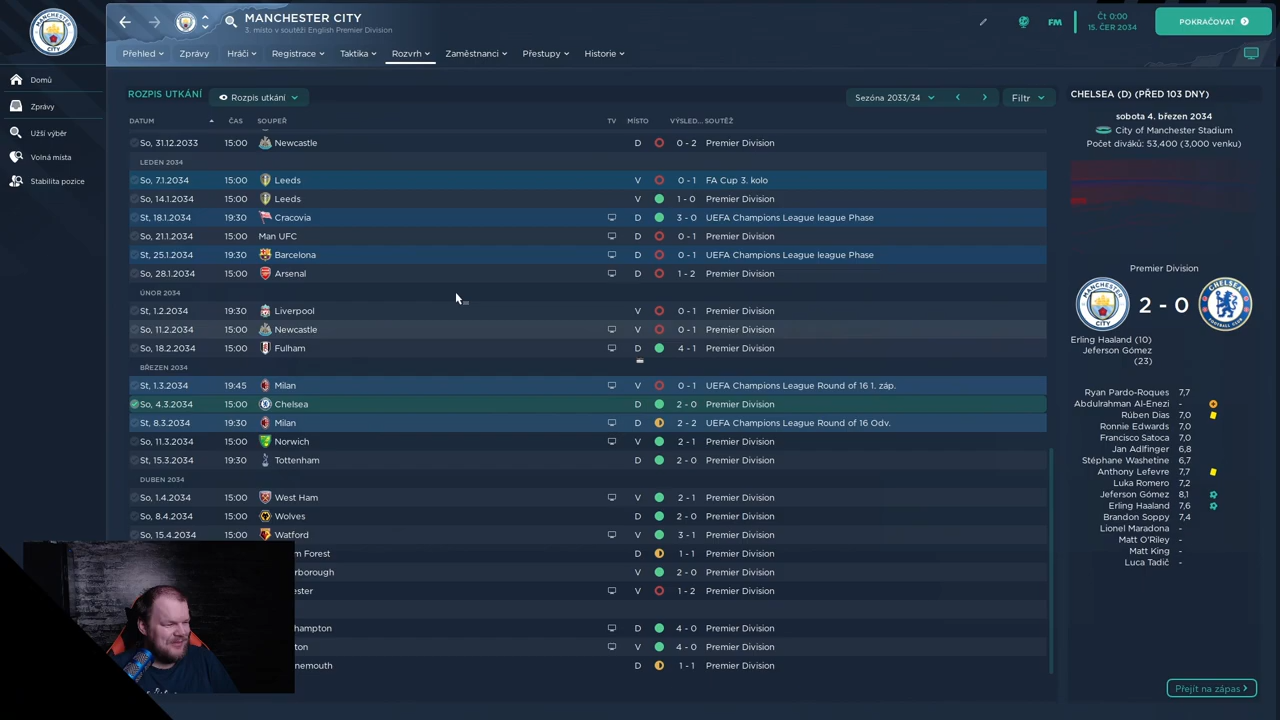 MANCHESTER CITY
3. místo v soutěži English Premier Division
FM
Čt 0:00
15. ČER 2034
POKRAČOVAT
Přehled
Zprávy
Hráči
Registrace
Taktika
Rozvrh
Zaměstnanci
Přestupy
Historie
Domů
Zprávy
Užší výběr
Volná místa
Stabilita pozice
ROZPIS UTKÁNÍ
Rozpis utkání
Sezóna 2033/34
Filtr
DATUM ČAS SOUPEŘ TV MÍSTO VÝSLED... SOUTĚŽ
So, 31.12.2033 15:00 Newcastle D 0 - 2 Premier Division
LEDEN 2034
So, 7.1.2034 15:00 Leeds V 0 - 1 FA Cup 3. kolo
So, 14.1.2034 15:00 Leeds V 1 - 0 Premier Division
St, 18.1.2034 19:30 Cracovia D 3 - 0 UEFA Champions League league Phase
So, 21.1.2034 15:00 Man UFC D 0 - 1 Premier Division
St, 25.1.2034 19:30 Barcelona D 0 - 1 UEFA Champions League league Phase
So, 28.1.2034 15:00 Arsenal D 1 - 2 Premier Division
ÚNOR 2034
St, 1.2.2034 19:30 Liverpool V 0 - 1 Premier Division
So, 11.2.2034 15:00 Newcastle V 0 - 1 Premier Division
So, 18.2.2034 15:00 Fulham D 4 - 1 Premier Division
BŘEZEN 2034
St, 1.3.2034 19:45 Milan V 0 - 1 UEFA Champions League Round of 16 1. záp.
So, 4.3.2034 15:00 Chelsea D 2 - 0 Premier Division
St, 8.3.2034 19:30 Milan D 2 - 2 UEFA Champions League Round of 16 Odv.
So, 11.3.2034 15:00 Norwich V 2 - 1 Premier Division
St, 15.3.2034 19:30 Tottenham D 2 - 0 Premier Division
DUBEN 2034
So, 1.4.2034 15:00 West Ham V 2 - 1 Premier Division
So, 8.4.2034 15:00 Wolves D 2 - 0 Premier Division
So, 15.4.2034 15:00 Watford V 3 - 1 Premier Division
m Forest D 1 - 1 Premier Division
rborough V 2 - 0 Premier Division
ester V 1 - 2 Premier Division
hampton D 4 - 0 Premier Division
ton V 4 - 0 Premier Division
nemouth D 1 - 1 Premier Division
CHELSEA (D) (PŘED 103 DNY)
sobota 4. březen 2034
City of Manchester Stadium
Počet diváků: 53,400 (3,000 venku)
Premier Division
2 - 0
Erling Haaland (10)
Jeferson Gómez
(23)
Ryan Pardo-Roques 7,7
Abdulrahman Al-Enezi -
Rúben Dias 7,0
Ronnie Edwards 7,0
Francisco Satoca 7,0
Jan Adlfinger 6,8
Stéphane Washetine 6,7
Anthony Lefevre 7,7
Luka Romero 7,2
Jeferson Gómez 8,1
Erling Haaland 7,6
Brandon Soppy 7,4
Lionel Maradona -
Matt O'Riley -
Matt King -
Luca Tadič -
Přejít na zápas